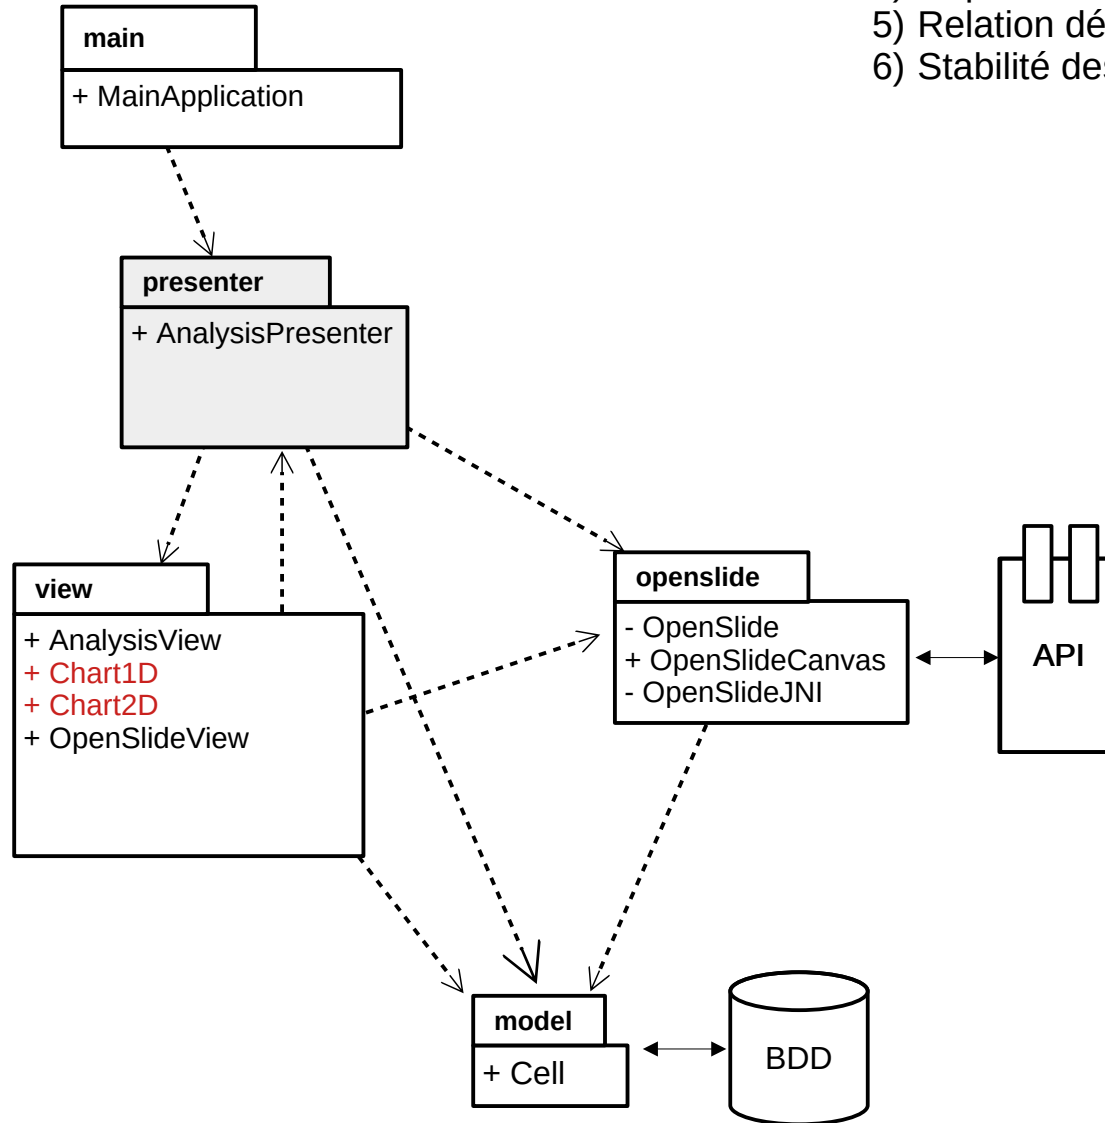 5) Relation dé
6) Stabilité des
main
+ MainApplication
presenter
+ AnalysisPresenter
view
+ AnalysisView
+ Chart1D
+ Chart2D
+ OpenSlideView
openslide
- OpenSlide
+ OpenSlideCanvas
- OpenSlideJNI
API
model
+ Cell
BDD